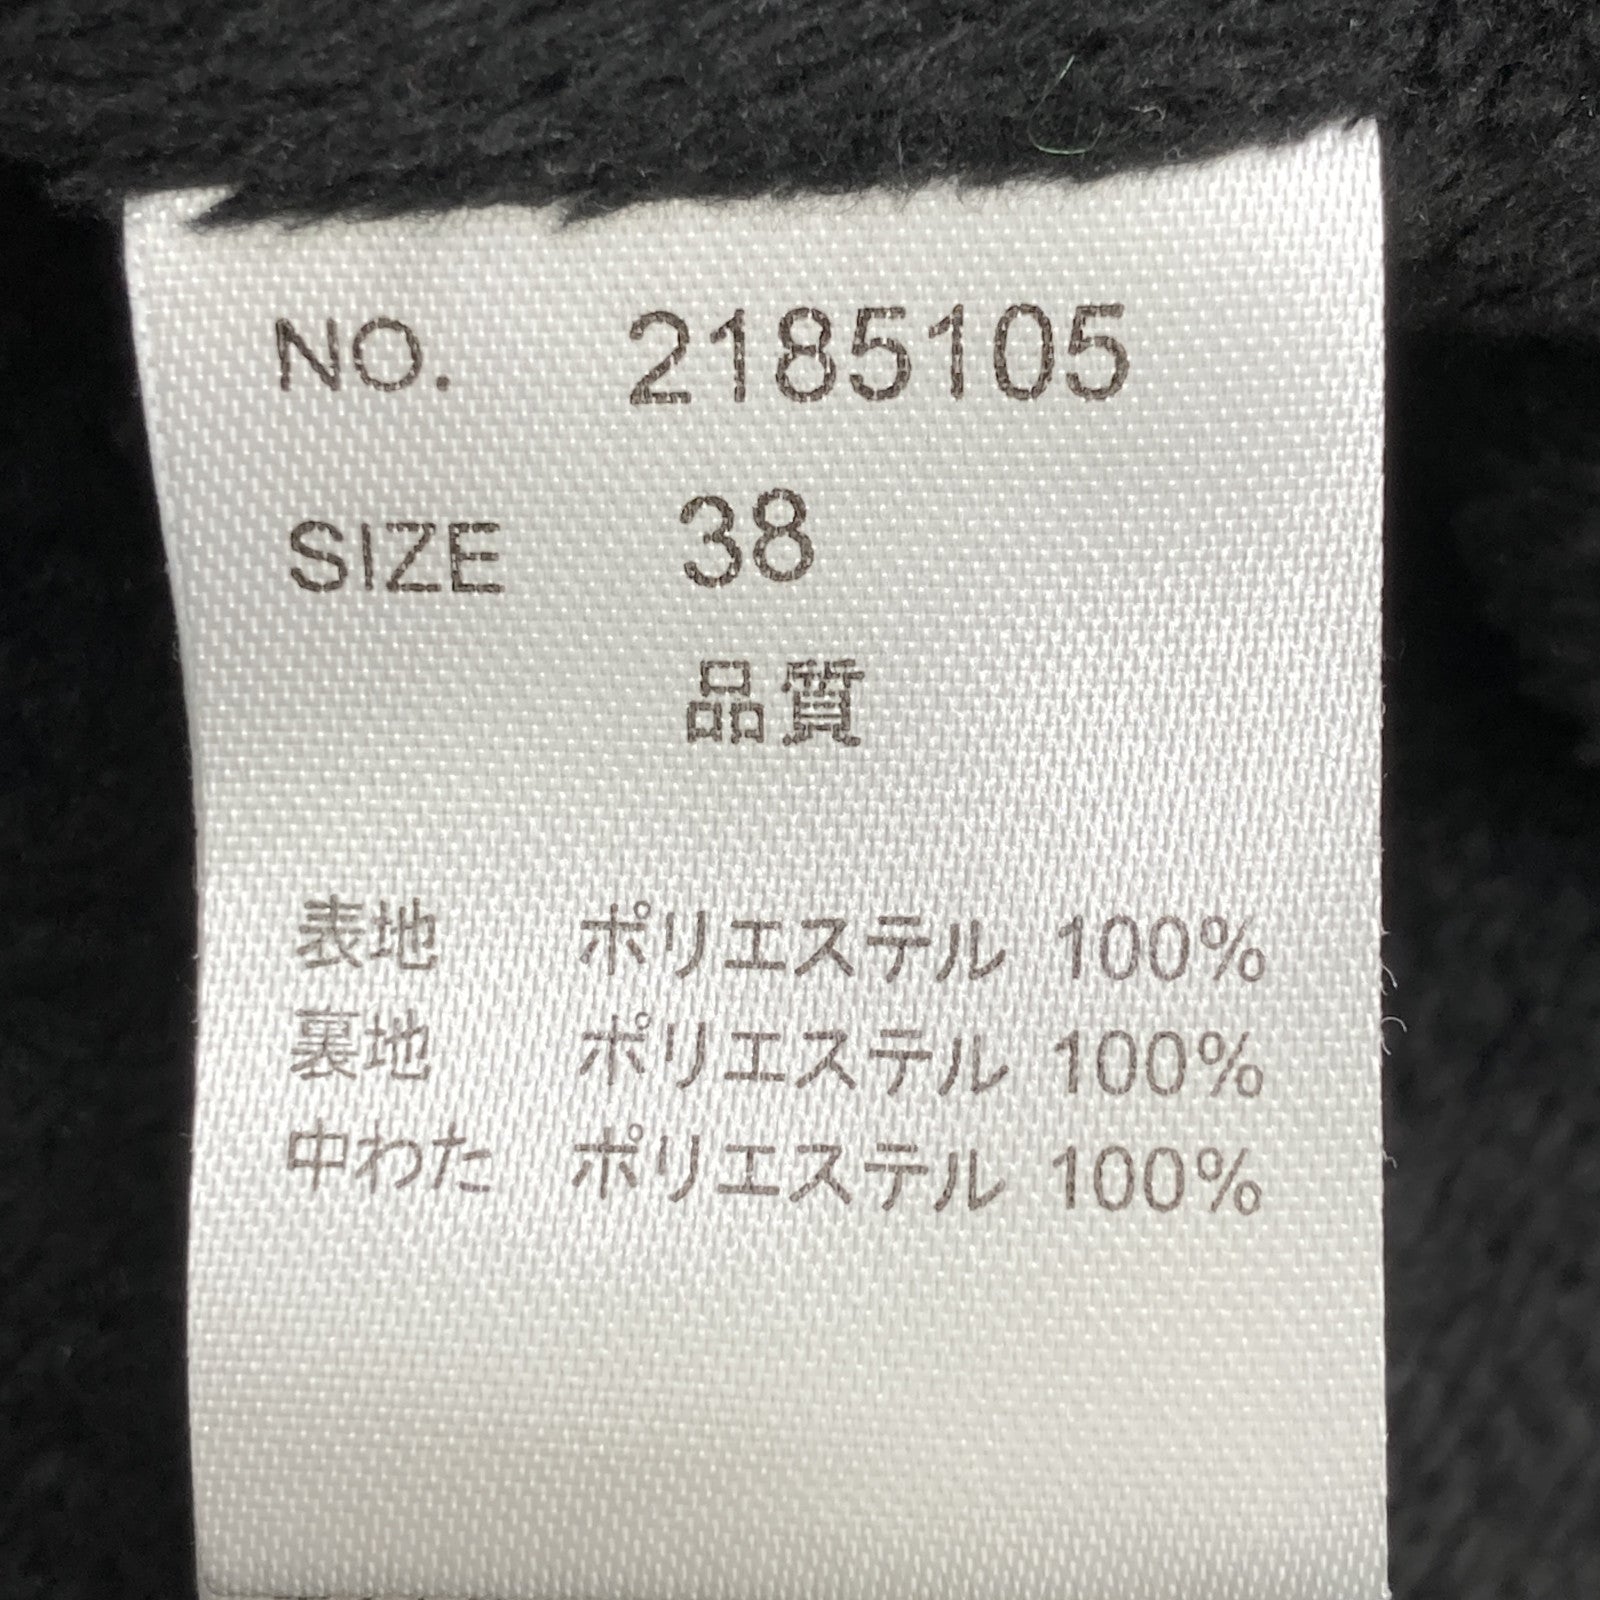 NO. 2185105
SIZE 38
品質
表地 ポリエステル 100%
裏地 ポリエステル 100%
中わた ポリエステル 100%